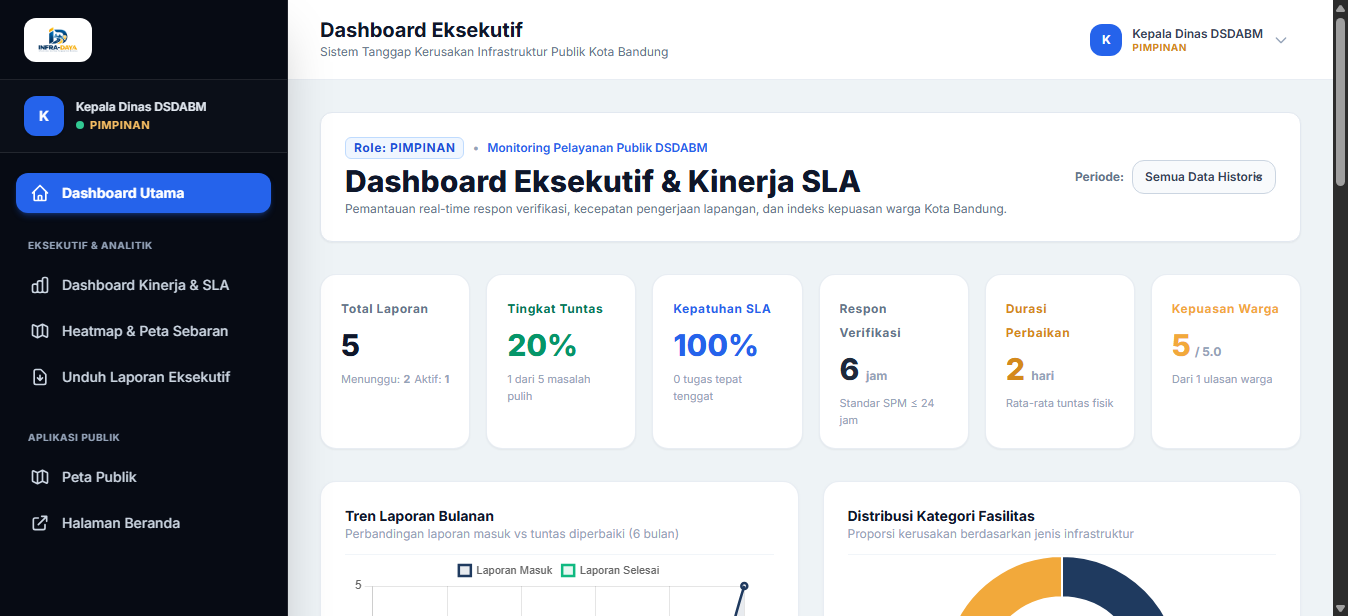 INFRA-DAYA
K
Kepala Dinas DSDABM
PIMPINAN
Dashboard Utama
EKSEKUTIF & ANALITIK
Dashboard Kinerja & SLA
Heatmap & Peta Sebaran
Unduh Laporan Eksekutif
APLIKASI PUBLIK
Peta Publik
Halaman Beranda
Dashboard Eksekutif
Sistem Tanggap Kerusakan Infrastruktur Publik Kota Bandung
K
Kepala Dinas DSDABM
PIMPINAN
Role: PIMPINAN • Monitoring Pelayanan Publik DSDABM
Dashboard Eksekutif & Kinerja SLA
Pemantauan real-time respon verifikasi, kecepatan pengerjaan lapangan, dan indeks kepuasan warga Kota Bandung.
Periode: Semua Data Historis
Total Laporan
5
Menunggu: 2 Aktif: 1
Tingkat Tuntas
20%
1 dari 5 masalah
pulih
Kepatuhan SLA
100%
0 tugas tepat
tenggat
Respon
Verifikasi
6 jam
Standar SPM ≤ 24
jam
Durasi
Perbaikan
2 hari
Rata-rata tuntas fisik
Kepuasan Warga
5 / 5.0
Dari 1 ulasan warga
Tren Laporan Bulanan
Perbandingan laporan masuk vs tuntas diperbaiki (6 bulan)
Laporan Masuk Laporan Selesai
5
Distribusi Kategori Fasilitas
Proporsi kerusakan berdasarkan jenis infrastruktur